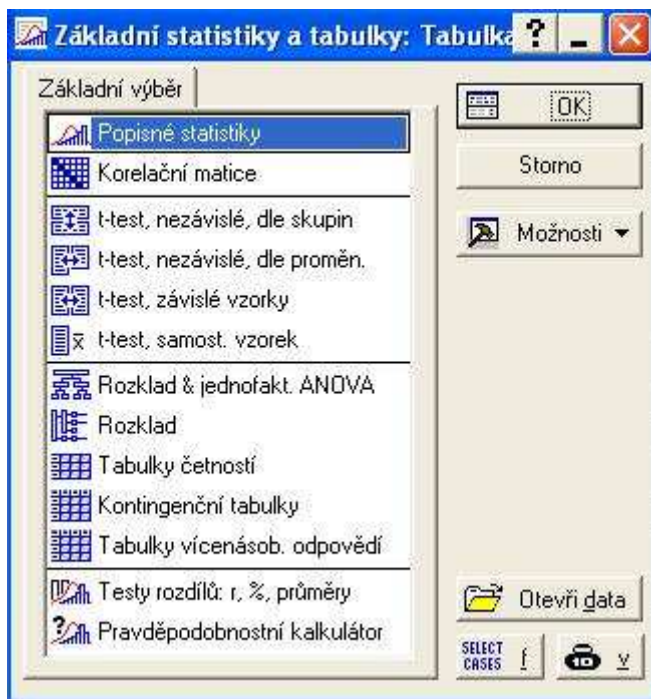 Základní statistiky a tabulky: Tabulka
Základní výběr
Popisné statistiky
Korelační matice
t-test, nezávislé, dle skupin
t-test, nezávislé, dle proměn.
t-test, závislé vzorky
t-test, samost. vzorek
Rozklad & jednofakt. ANOVA
Rozklad
Tabulky četností
Kontingenční tabulky
Tabulky vícenásob. odpovědí
Testy rozdílů: r, %, průměry
Pravděpodobnostní kalkulátor
OK
Storno
Možnosti
Otevři data
SELECT
CASES
f
v